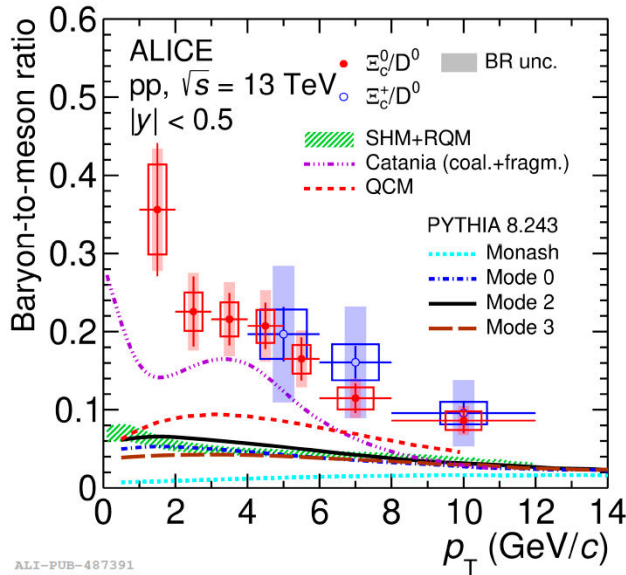 Baryon-to-meson ratio
0.6
0.5
0.4
0.3
0.2
0.1
0
ALICE
pp, √s = 13 TeV
|y| < 0.5
Ξc⁰/D⁰
Ξc⁺/D⁰
BR unc.
SHM+RQM
Catania (coal.+fragm.)
QCM
PYTHIA 8.243
Monash
Mode 0
Mode 2
Mode 3
0 2 4 6 8 10 12 14
pT (GeV/c)
ALI-PUB-487391